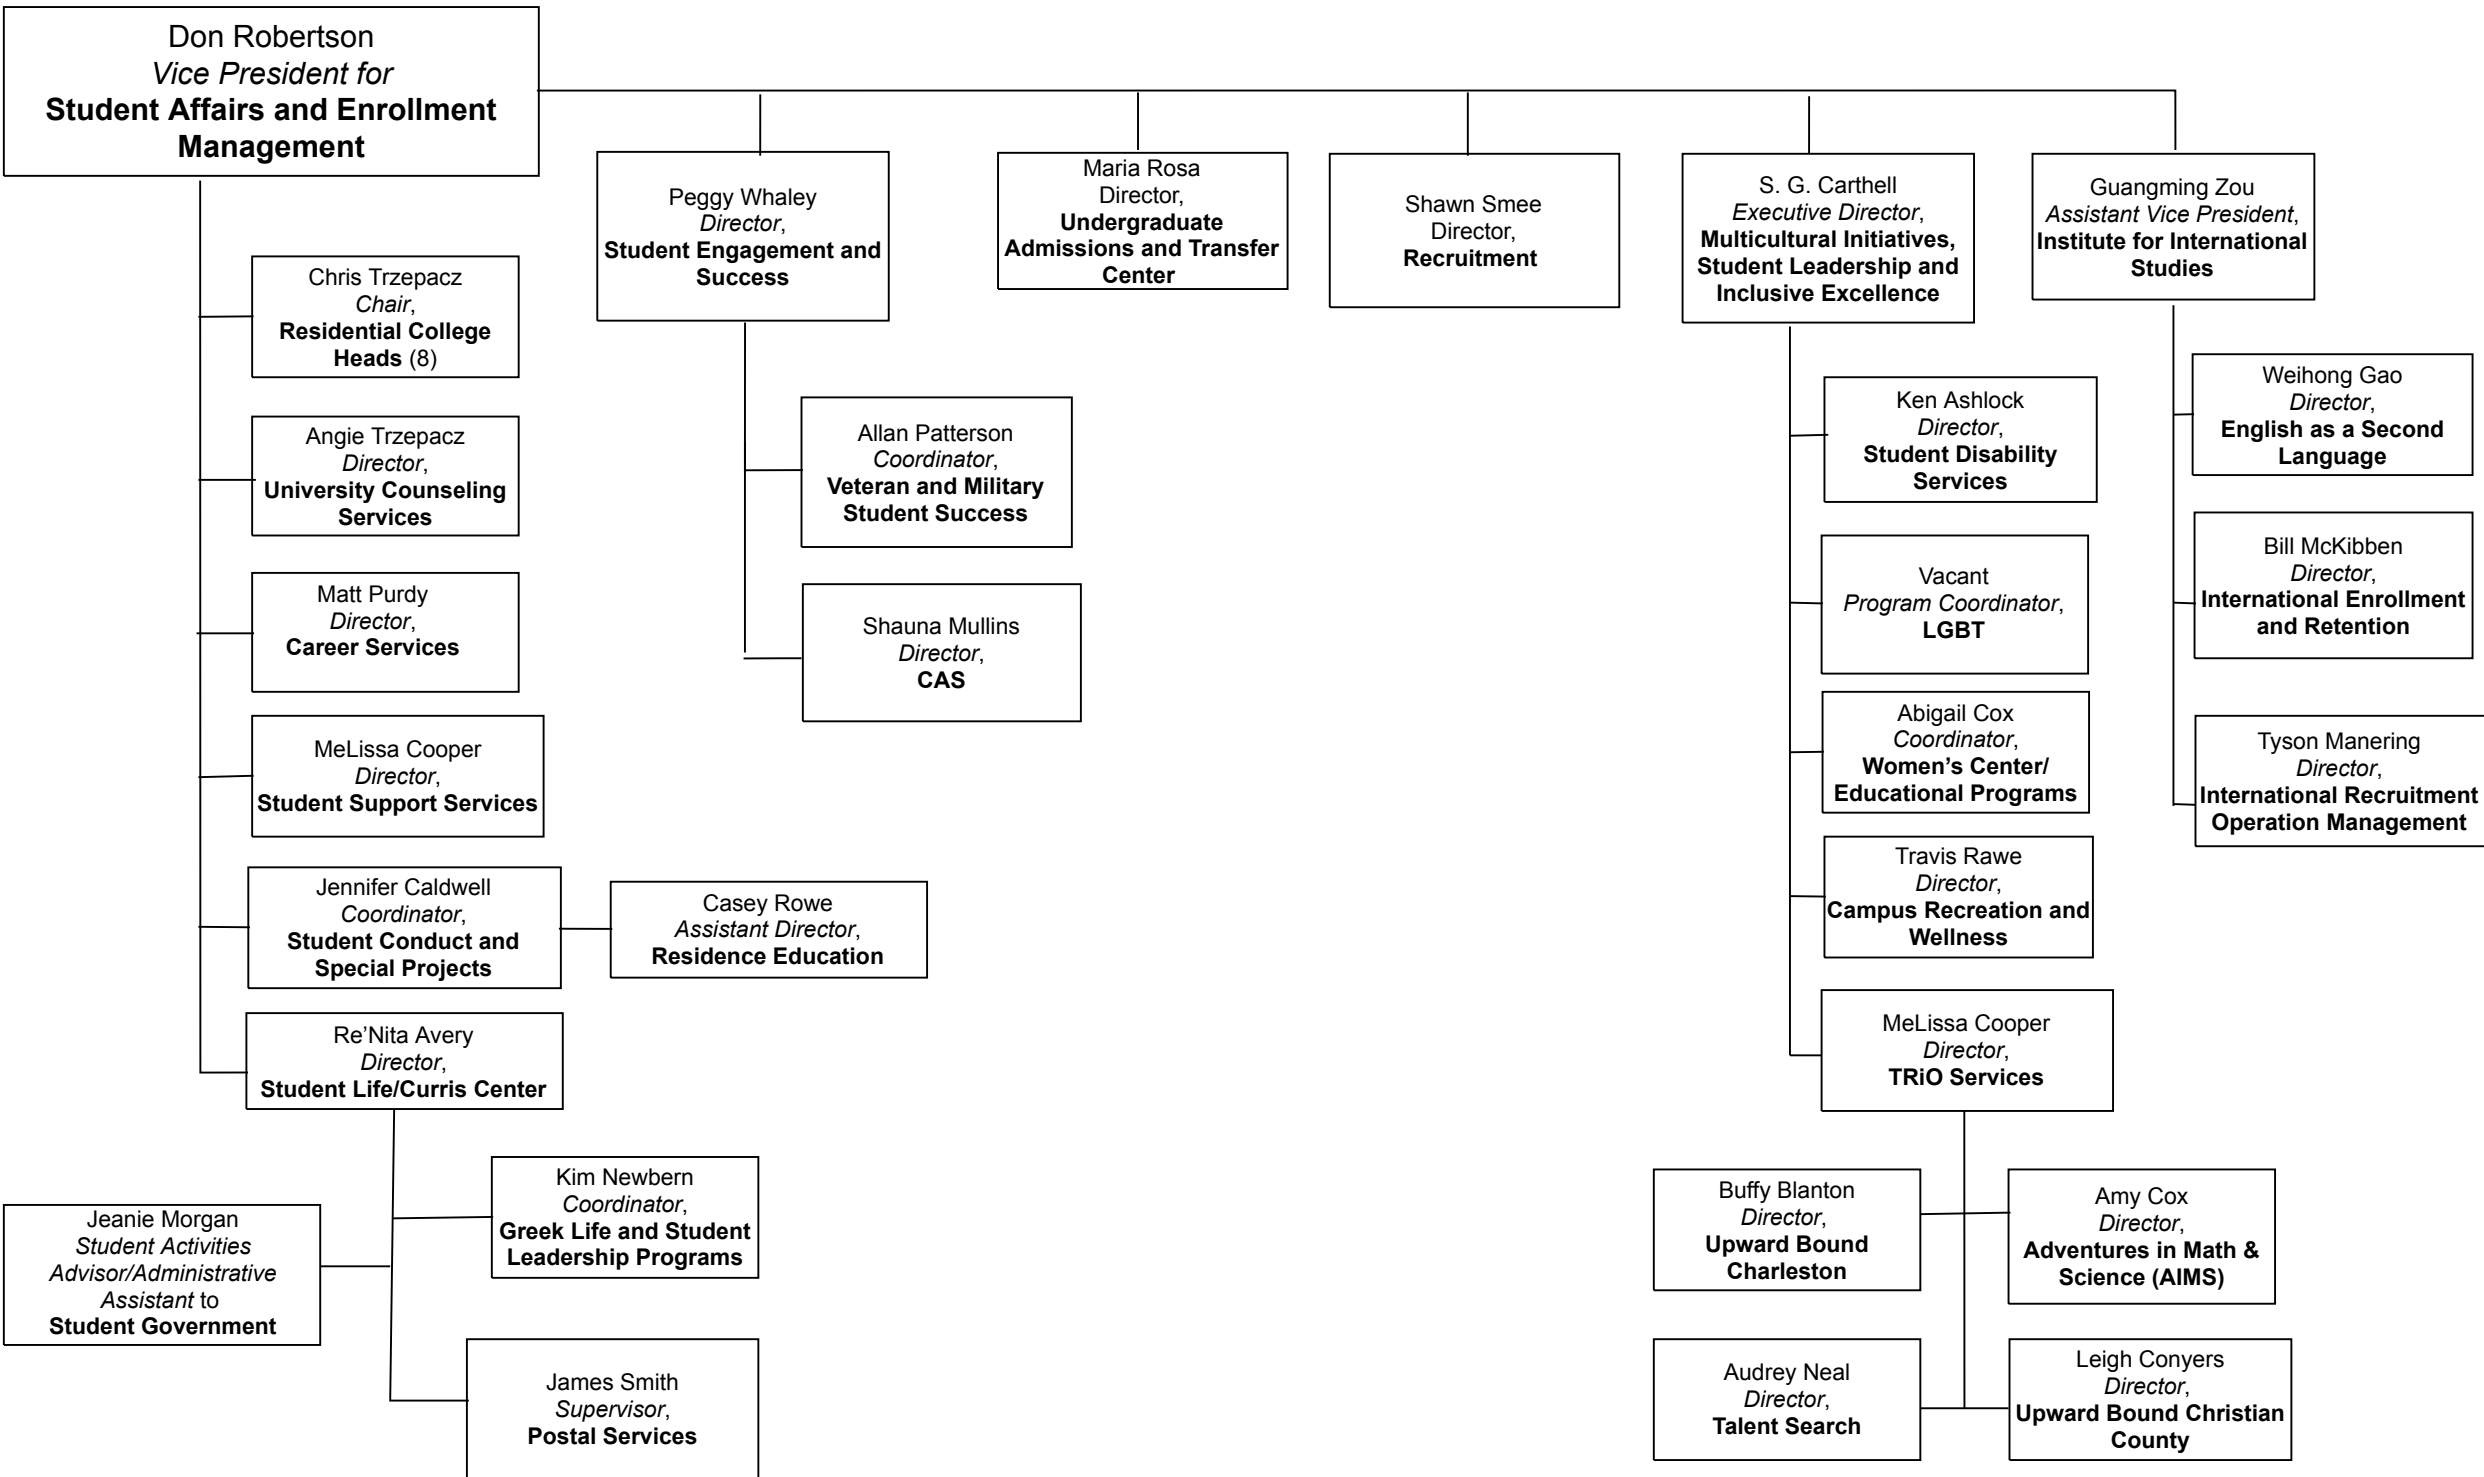 Don Robertson
Vice President for
Student Affairs and Enrollment
Management
Peggy Whaley
Director,
Student Engagement and
Success
Maria Rosa
Director,
Undergraduate
Admissions and Transfer
Center
Shawn Smee
Director,
Recruitment
S. G. Carthell
Executive Director,
Multicultural Initiatives,
Student Leadership and
Inclusive Excellence
Guangming Zou
Assistant Vice President,
Institute for International
Studies
Chris Trzepacz
Chair,
Residential College
Heads (8)
Angie Trzepacz
Director,
University Counseling
Services
Matt Purdy
Director,
Career Services
MeLissa Cooper
Director,
Student Support Services
Jennifer Caldwell
Coordinator,
Student Conduct and
Special Projects
Casey Rowe
Assistant Director,
Residence Education
Re’Nita Avery
Director,
Student Life/Curris Center
Jeanie Morgan
Student Activities
Advisor/Administrative
Assistant to
Student Government
Kim Newbern
Coordinator,
Greek Life and Student
Leadership Programs
James Smith
Supervisor,
Postal Services
Allan Patterson
Coordinator,
Veteran and Military
Student Success
Shauna Mullins
Director,
CAS
Ken Ashlock
Director,
Student Disability
Services
Vacant
Program Coordinator,
LGBT
Abigail Cox
Coordinator,
Women’s Center/
Educational Programs
Travis Rawe
Director,
Campus Recreation and
Wellness
MeLissa Cooper
Director,
TRiO Services
Buffy Blanton
Director,
Upward Bound
Charleston
Amy Cox
Director,
Adventures in Math &
Science (AIMS)
Audrey Neal
Director,
Talent Search
Leigh Conyers
Director,
Upward Bound Christian
County
Weihong Gao
Director,
English as a Second
Language
Bill McKibben
Director,
International Enrollment
and Retention
Tyson Manering
Director,
International Recruitment
Operation Management